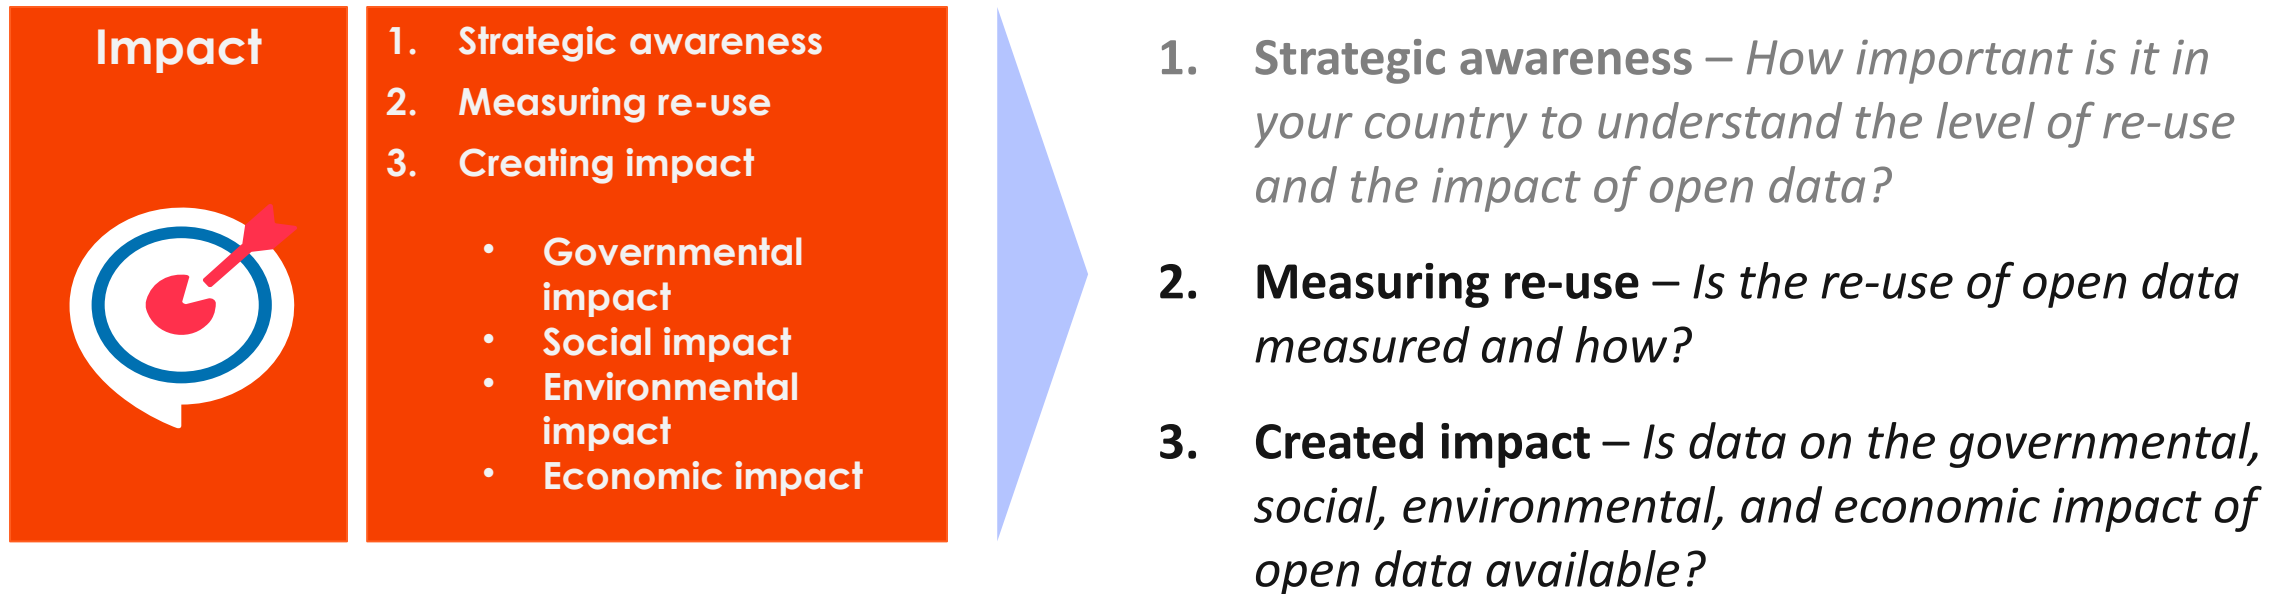 Impact
1. Strategic awareness
2. Measuring re-use
3. Creating impact
• Governmental
impact
• Social impact
• Environmental
impact
• Economic impact
1. Strategic awareness – How important is it in
your country to understand the level of re-use
and the impact of open data?
2. Measuring re-use – Is the re-use of open data
measured and how?
3. Created impact – Is data on the governmental,
social, environmental, and economic impact of
open data available?